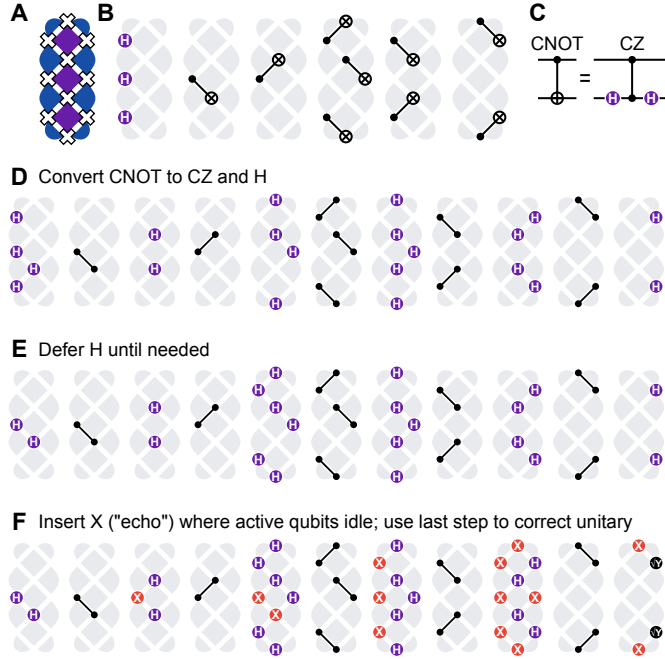 A
B
C
CNOT
CZ
H
H
H
=
H H
D Convert CNOT to CZ and H
H H
H H H
H H H H
H H H
H H H H
H H H
H H
E Defer H until needed
H H
H H H
H H H H
H H H
H H H H
H H H
H H
F Insert X ("echo") where active qubits idle; use last step to correct unitary
H H X X
H X X H
H H H H
H X X H X H X X
H H X H H
H X X H
H H X X